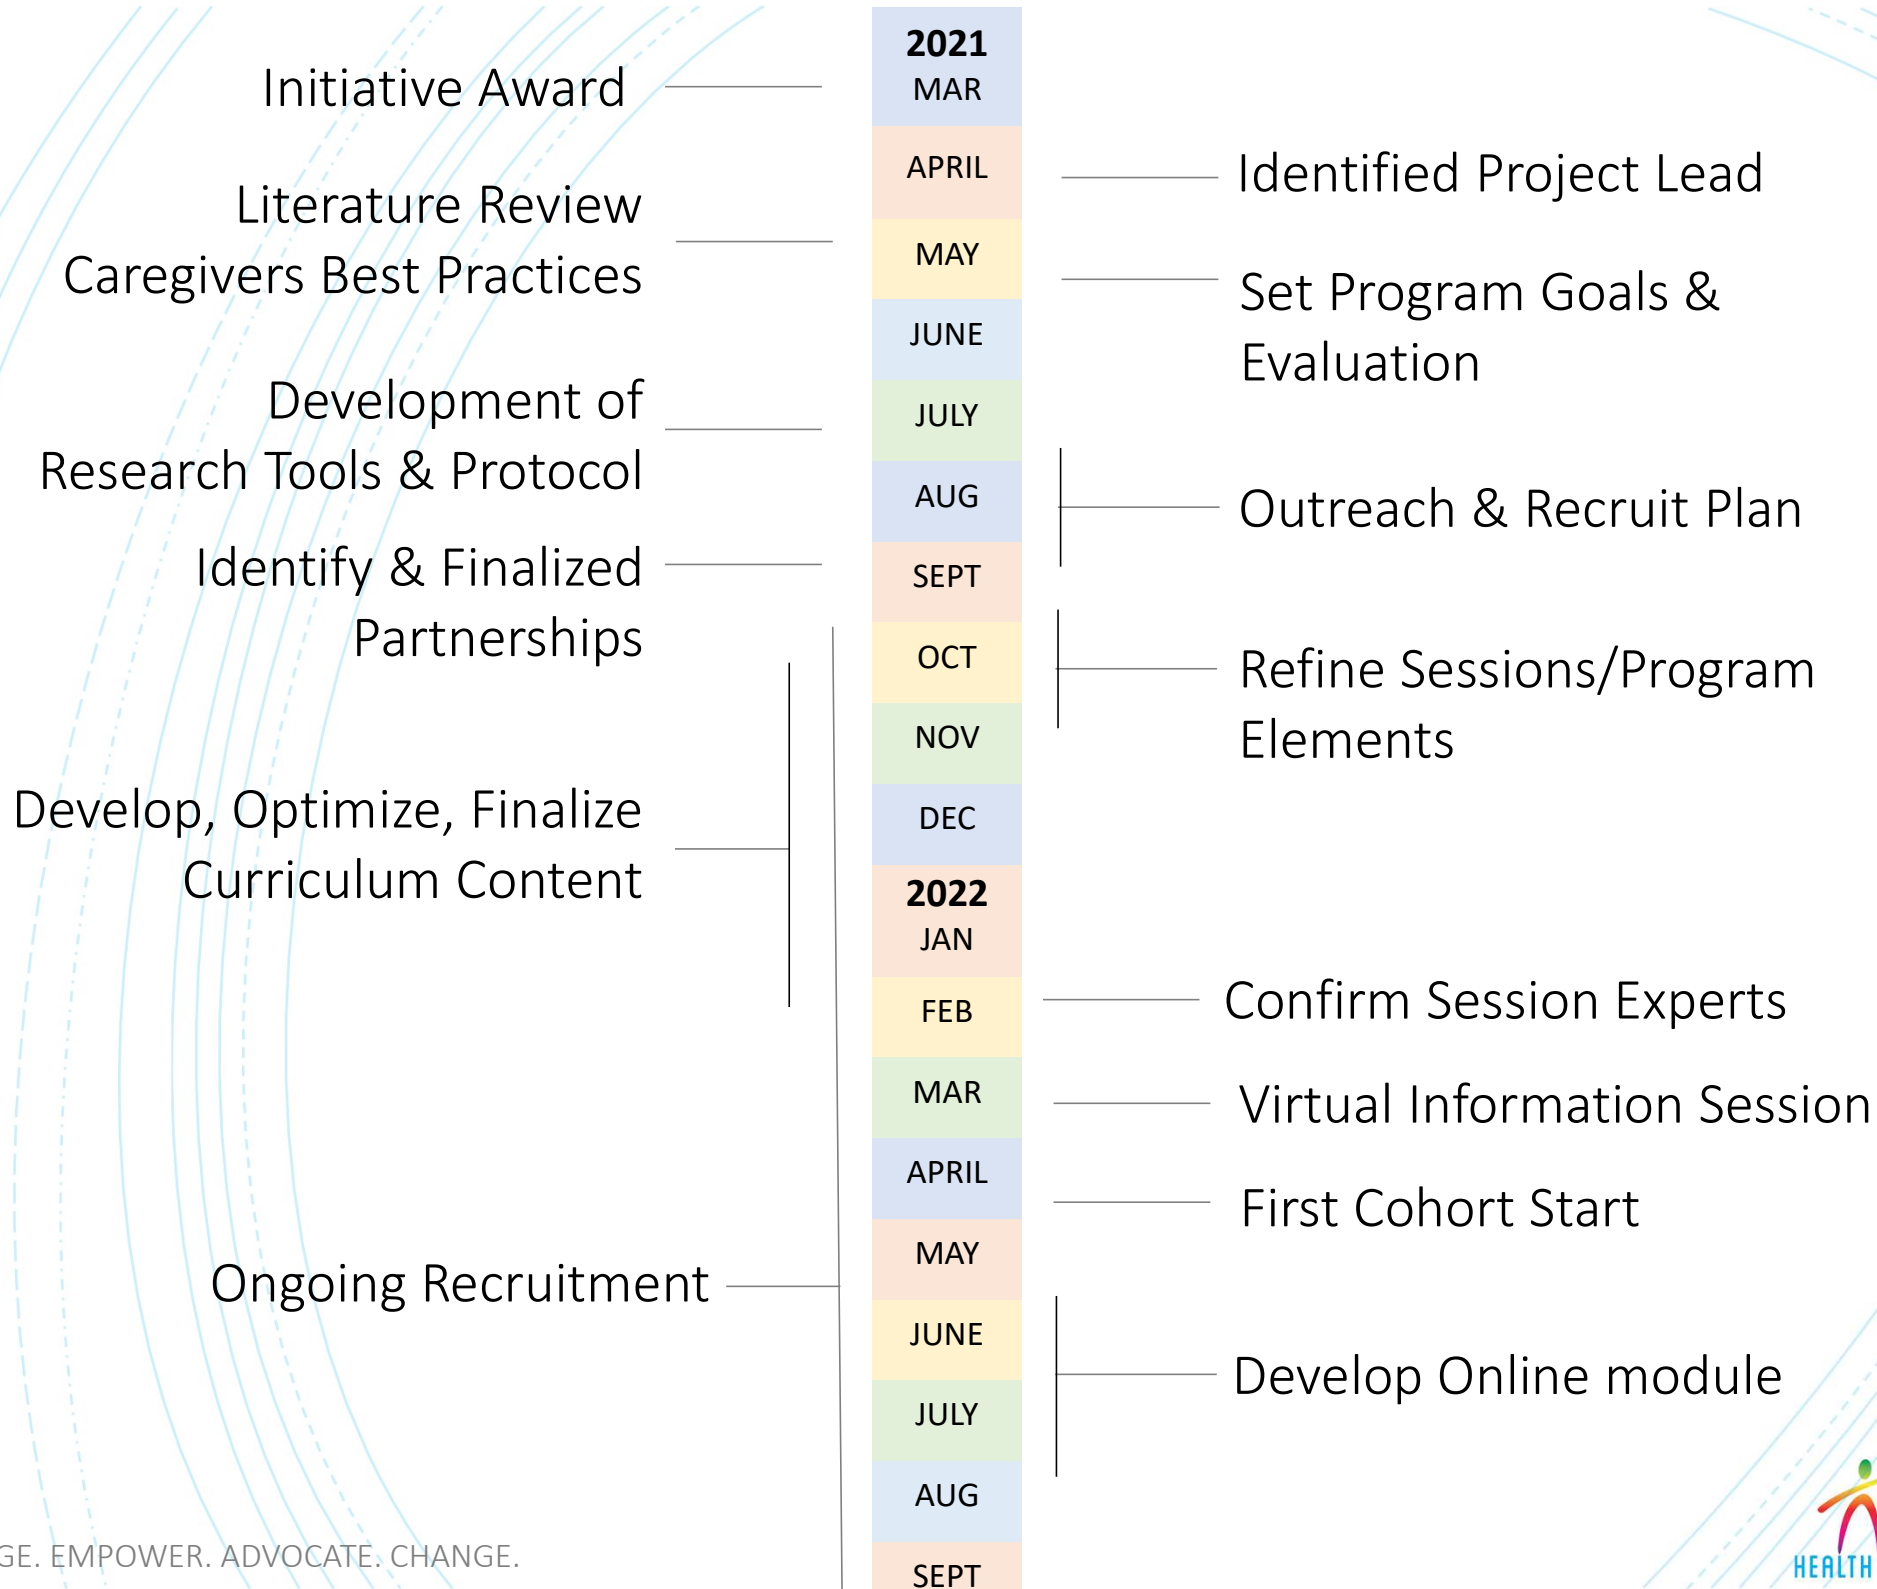 2021
MAR
Initiative Award
APRIL
Identified Project Lead
Literature Review
Caregivers Best Practices
MAY
Set Program Goals &
Evaluation
JUNE
Development of
Research Tools & Protocol
JULY
AUG
Outreach & Recruit Plan
Identify & Finalized
Partnerships
SEPT
OCT
Refine Sessions/Program
Elements
NOV
DEC
Develop, Optimize, Finalize
Curriculum Content
2022
JAN
FEB
Confirm Session Experts
MAR
Virtual Information Session
APRIL
First Cohort Start
MAY
Ongoing Recruitment
JUNE
Develop Online module
JULY
AUG
SEPT
GE. EMPOWER. ADVOCATE. CHANGE.
HEALTH